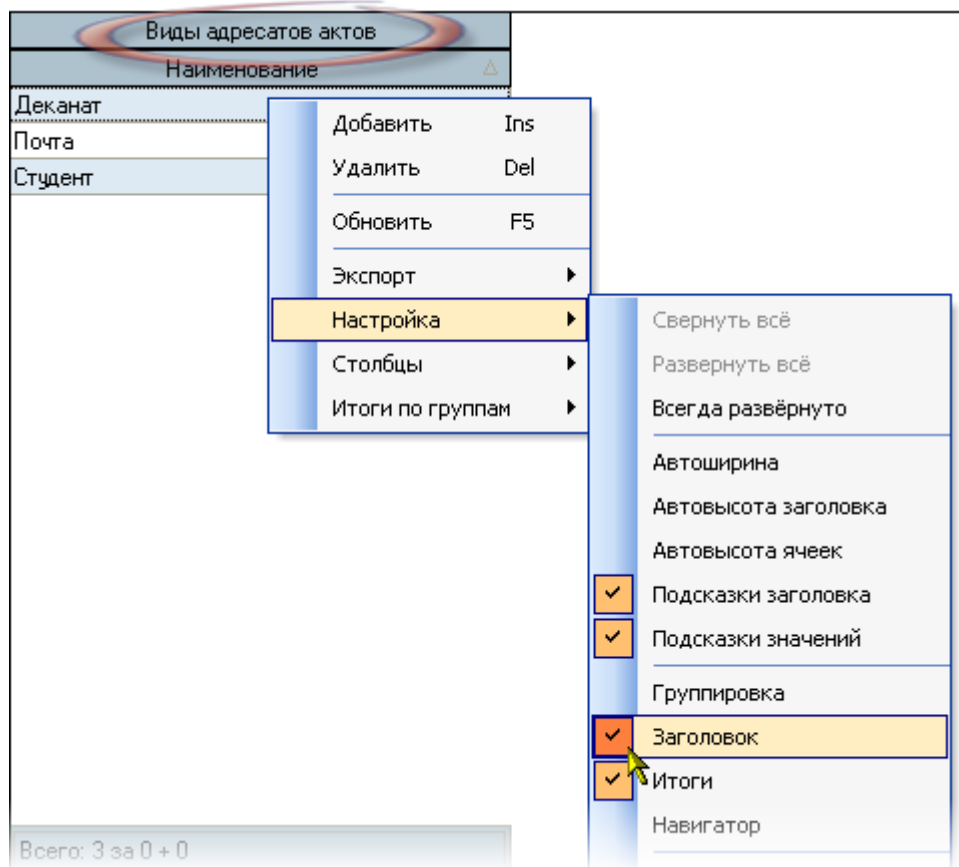 Виды адресатов актов
Наименование
Деканат
Почта
Студент
Добавить Ins
Удалить Del
Обновить F5
Экспорт
Настройка
Столбцы
Итоги по группам
Свернуть всё
Развернуть всё
Всегда развёрнуто
Автоширина
Автовысота заголовка
Автовысота ячеек
Подсказки заголовка
Подсказки значений
Группировка
Заголовок
Итоги
Навигатор
Всего: 3 за 0 + 0